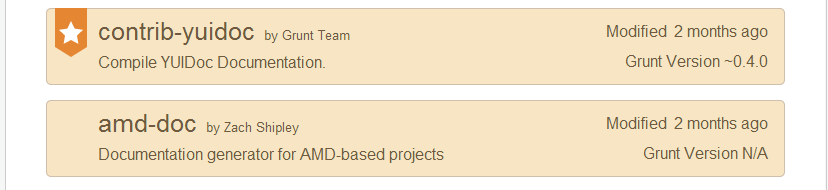 contrib-yuidoc by Grunt Team Modified 2 months ago
Compile YUIDoc Documentation. Grunt Version ~0.4.0
amd-doc by Zach Shipley Modified 2 months ago
Documentation generator for AMD-based projects Grunt Version N/A